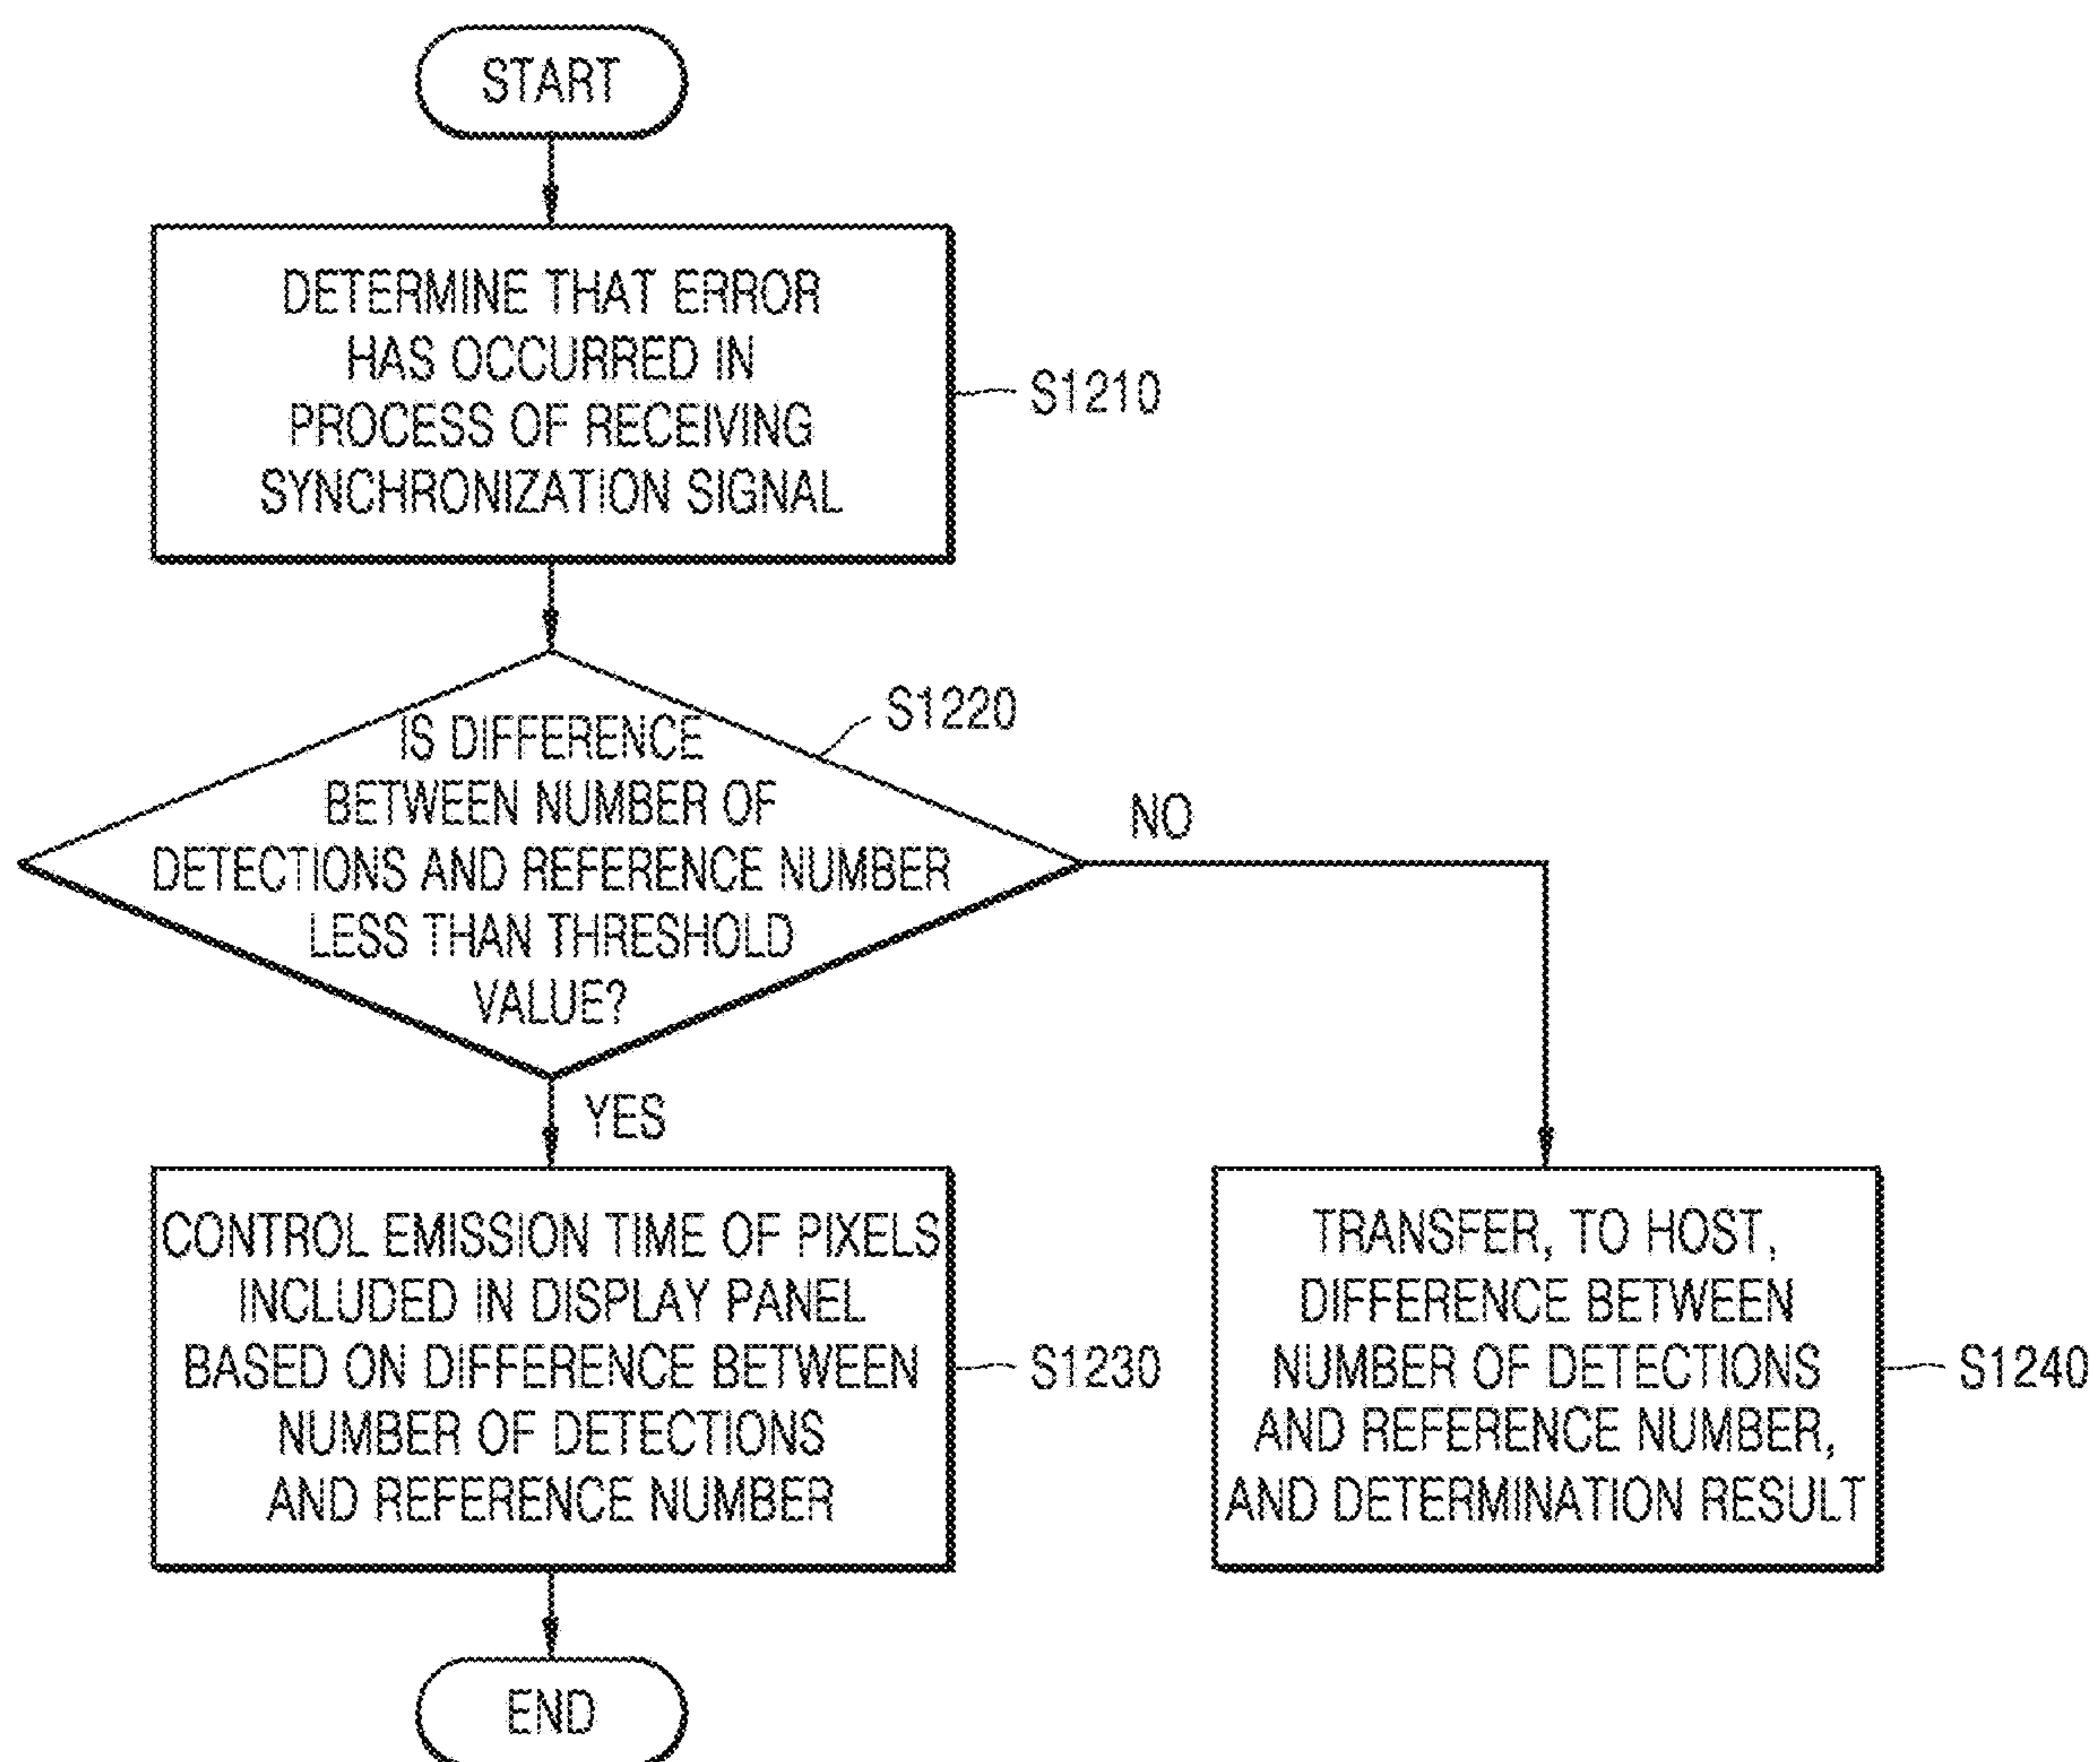 START
DETERMINE THAT ERROR
HAS OCCURRED IN
PROCESS OF RECEIVING
SYNCHRONIZATION SIGNAL
S1210
S1220
IS DIFFERENCE
BETWEEN NUMBER OF
DETECTIONS AND REFERENCE NUMBER
LESS THAN THRESHOLD
VALUE?
NO
YES
CONTROL EMISSION TIME OF PIXELS
INCLUDED IN DISPLAY PANEL
BASED ON DIFFERENCE BETWEEN
NUMBER OF DETECTIONS
AND REFERENCE NUMBER
S1230
TRANSFER, TO HOST,
DIFFERENCE BETWEEN
NUMBER OF DETECTIONS
AND REFERENCE NUMBER,
AND DETERMINATION RESULT
S1240
END